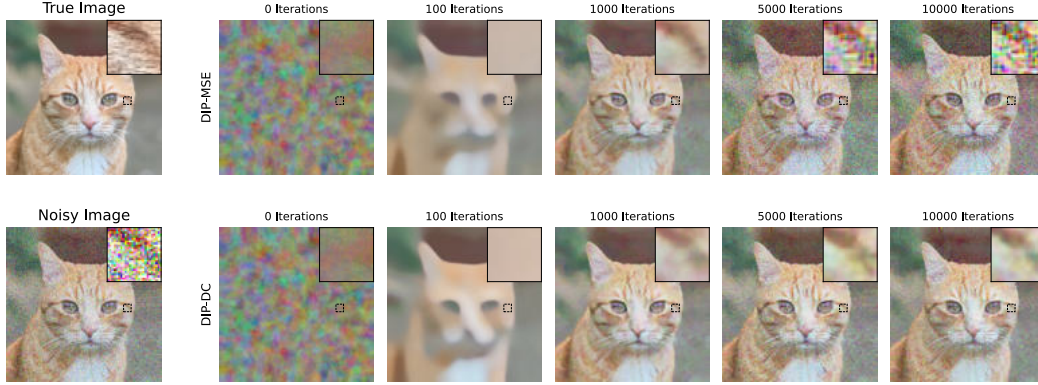 True Image
0 Iterations
100 Iterations
1000 Iterations
5000 Iterations
10000 Iterations
DIP-MSE
Noisy Image
0 Iterations
100 Iterations
1000 Iterations
5000 Iterations
10000 Iterations
DIP-DC